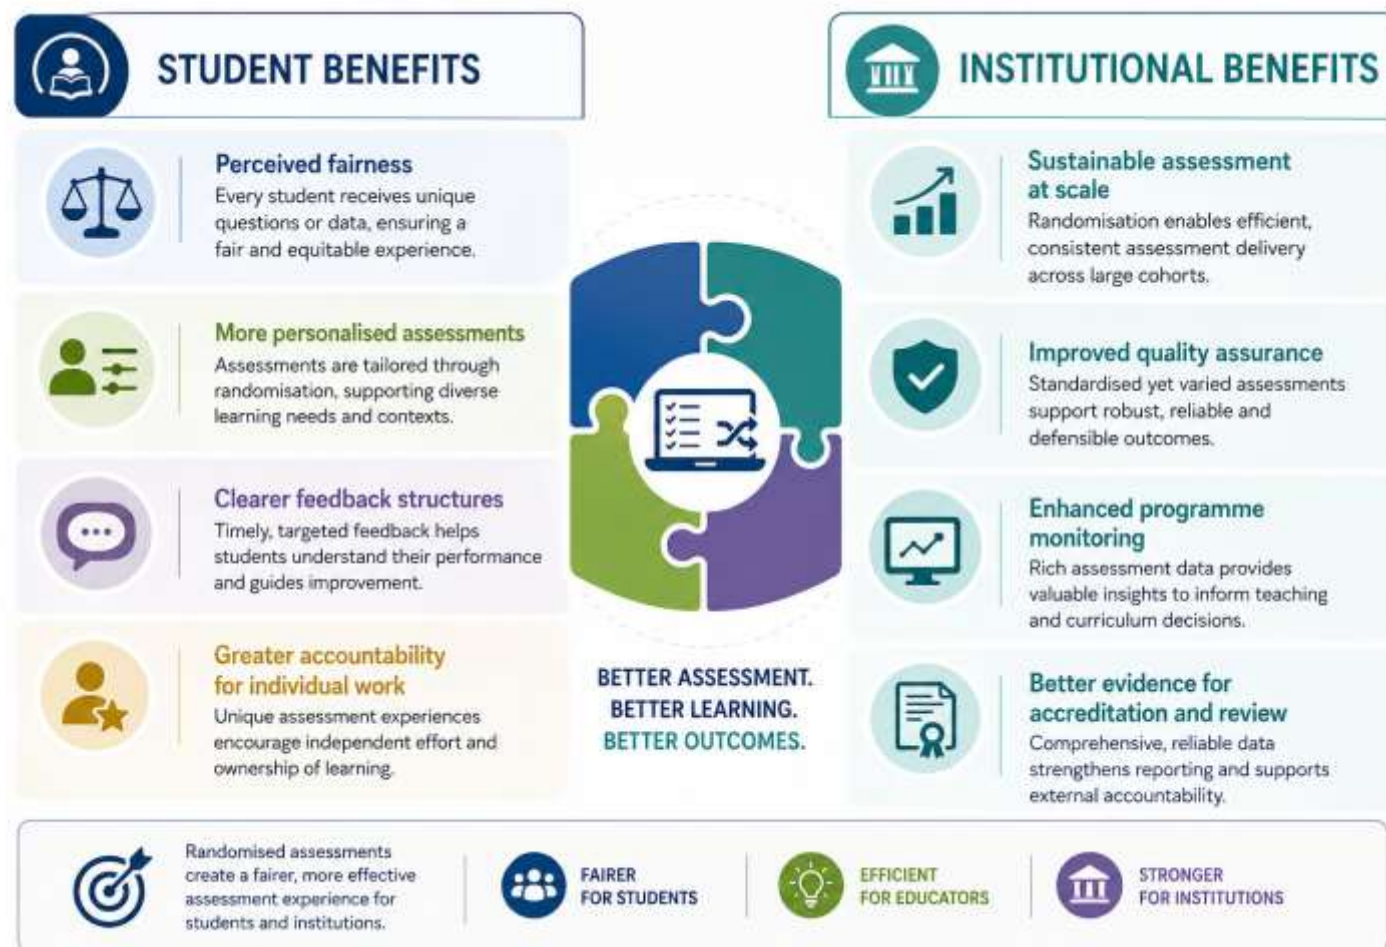 STUDENT BENEFITS
Perceived fairness
Every student receives unique
questions or data, ensuring a
fair and equitable experience.
More personalised assessments
Assessments are tailored through
randomisation, supporting diverse
learning needs and contexts.
Clearer feedback structures
Timely, targeted feedback helps
students understand their performance
and guides improvement.
Greater accountability
for individual work
Unique assessment experiences
encourage independent effort and
ownership of learning.
BETTER ASSESSMENT.
BETTER LEARNING.
BETTER OUTCOMES.
INSTITUTIONAL BENEFITS
Sustainable assessment
at scale
Randomisation enables efficient,
consistent assessment delivery
across large cohorts.
Improved quality assurance
Standardised yet varied assessments
support robust, reliable and
defensible outcomes.
Enhanced programme
monitoring
Rich assessment data provides
valuable insights to inform teaching
and curriculum decisions.
Better evidence for
accreditation and review
Comprehensive, reliable data
strengthens reporting and supports
external accountability.
Randomised assessments
create a fairer, more effective
assessment experience for
students and institutions.
FAIRER
FOR STUDENTS
EFFICIENT
FOR EDUCATORS
STRONGER
FOR INSTITUTIONS